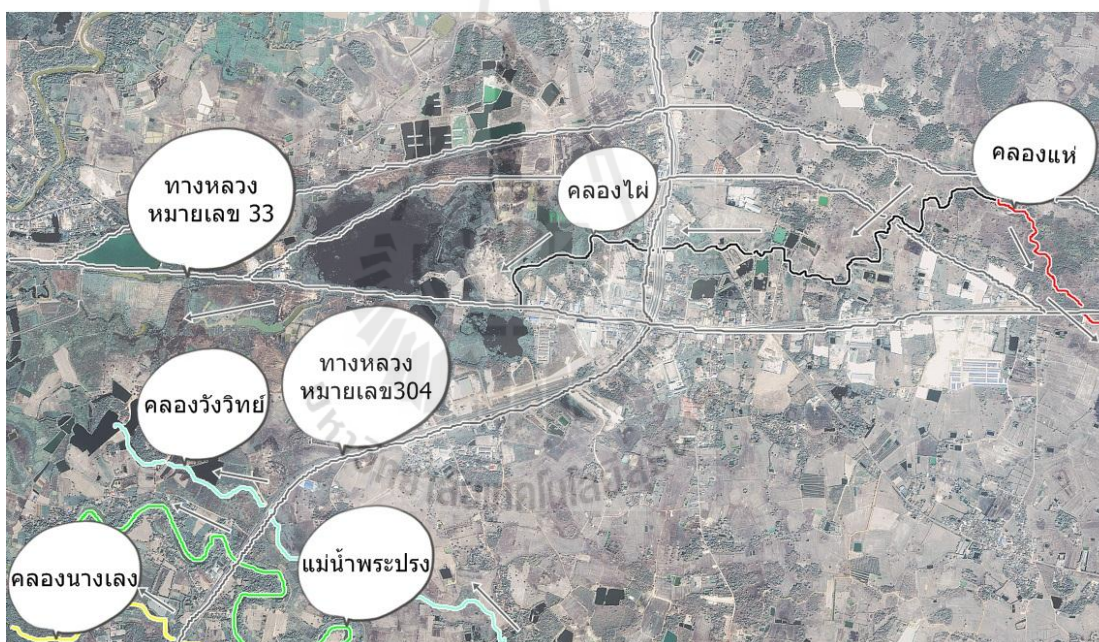 คลองแห่
ทางหลวง
หมายเลข 33
คลองไผ่
ทางหลวง
หมายเลข304
คลองวังวิทย์
แม่น้ำพระปรง
คลองนางเลง